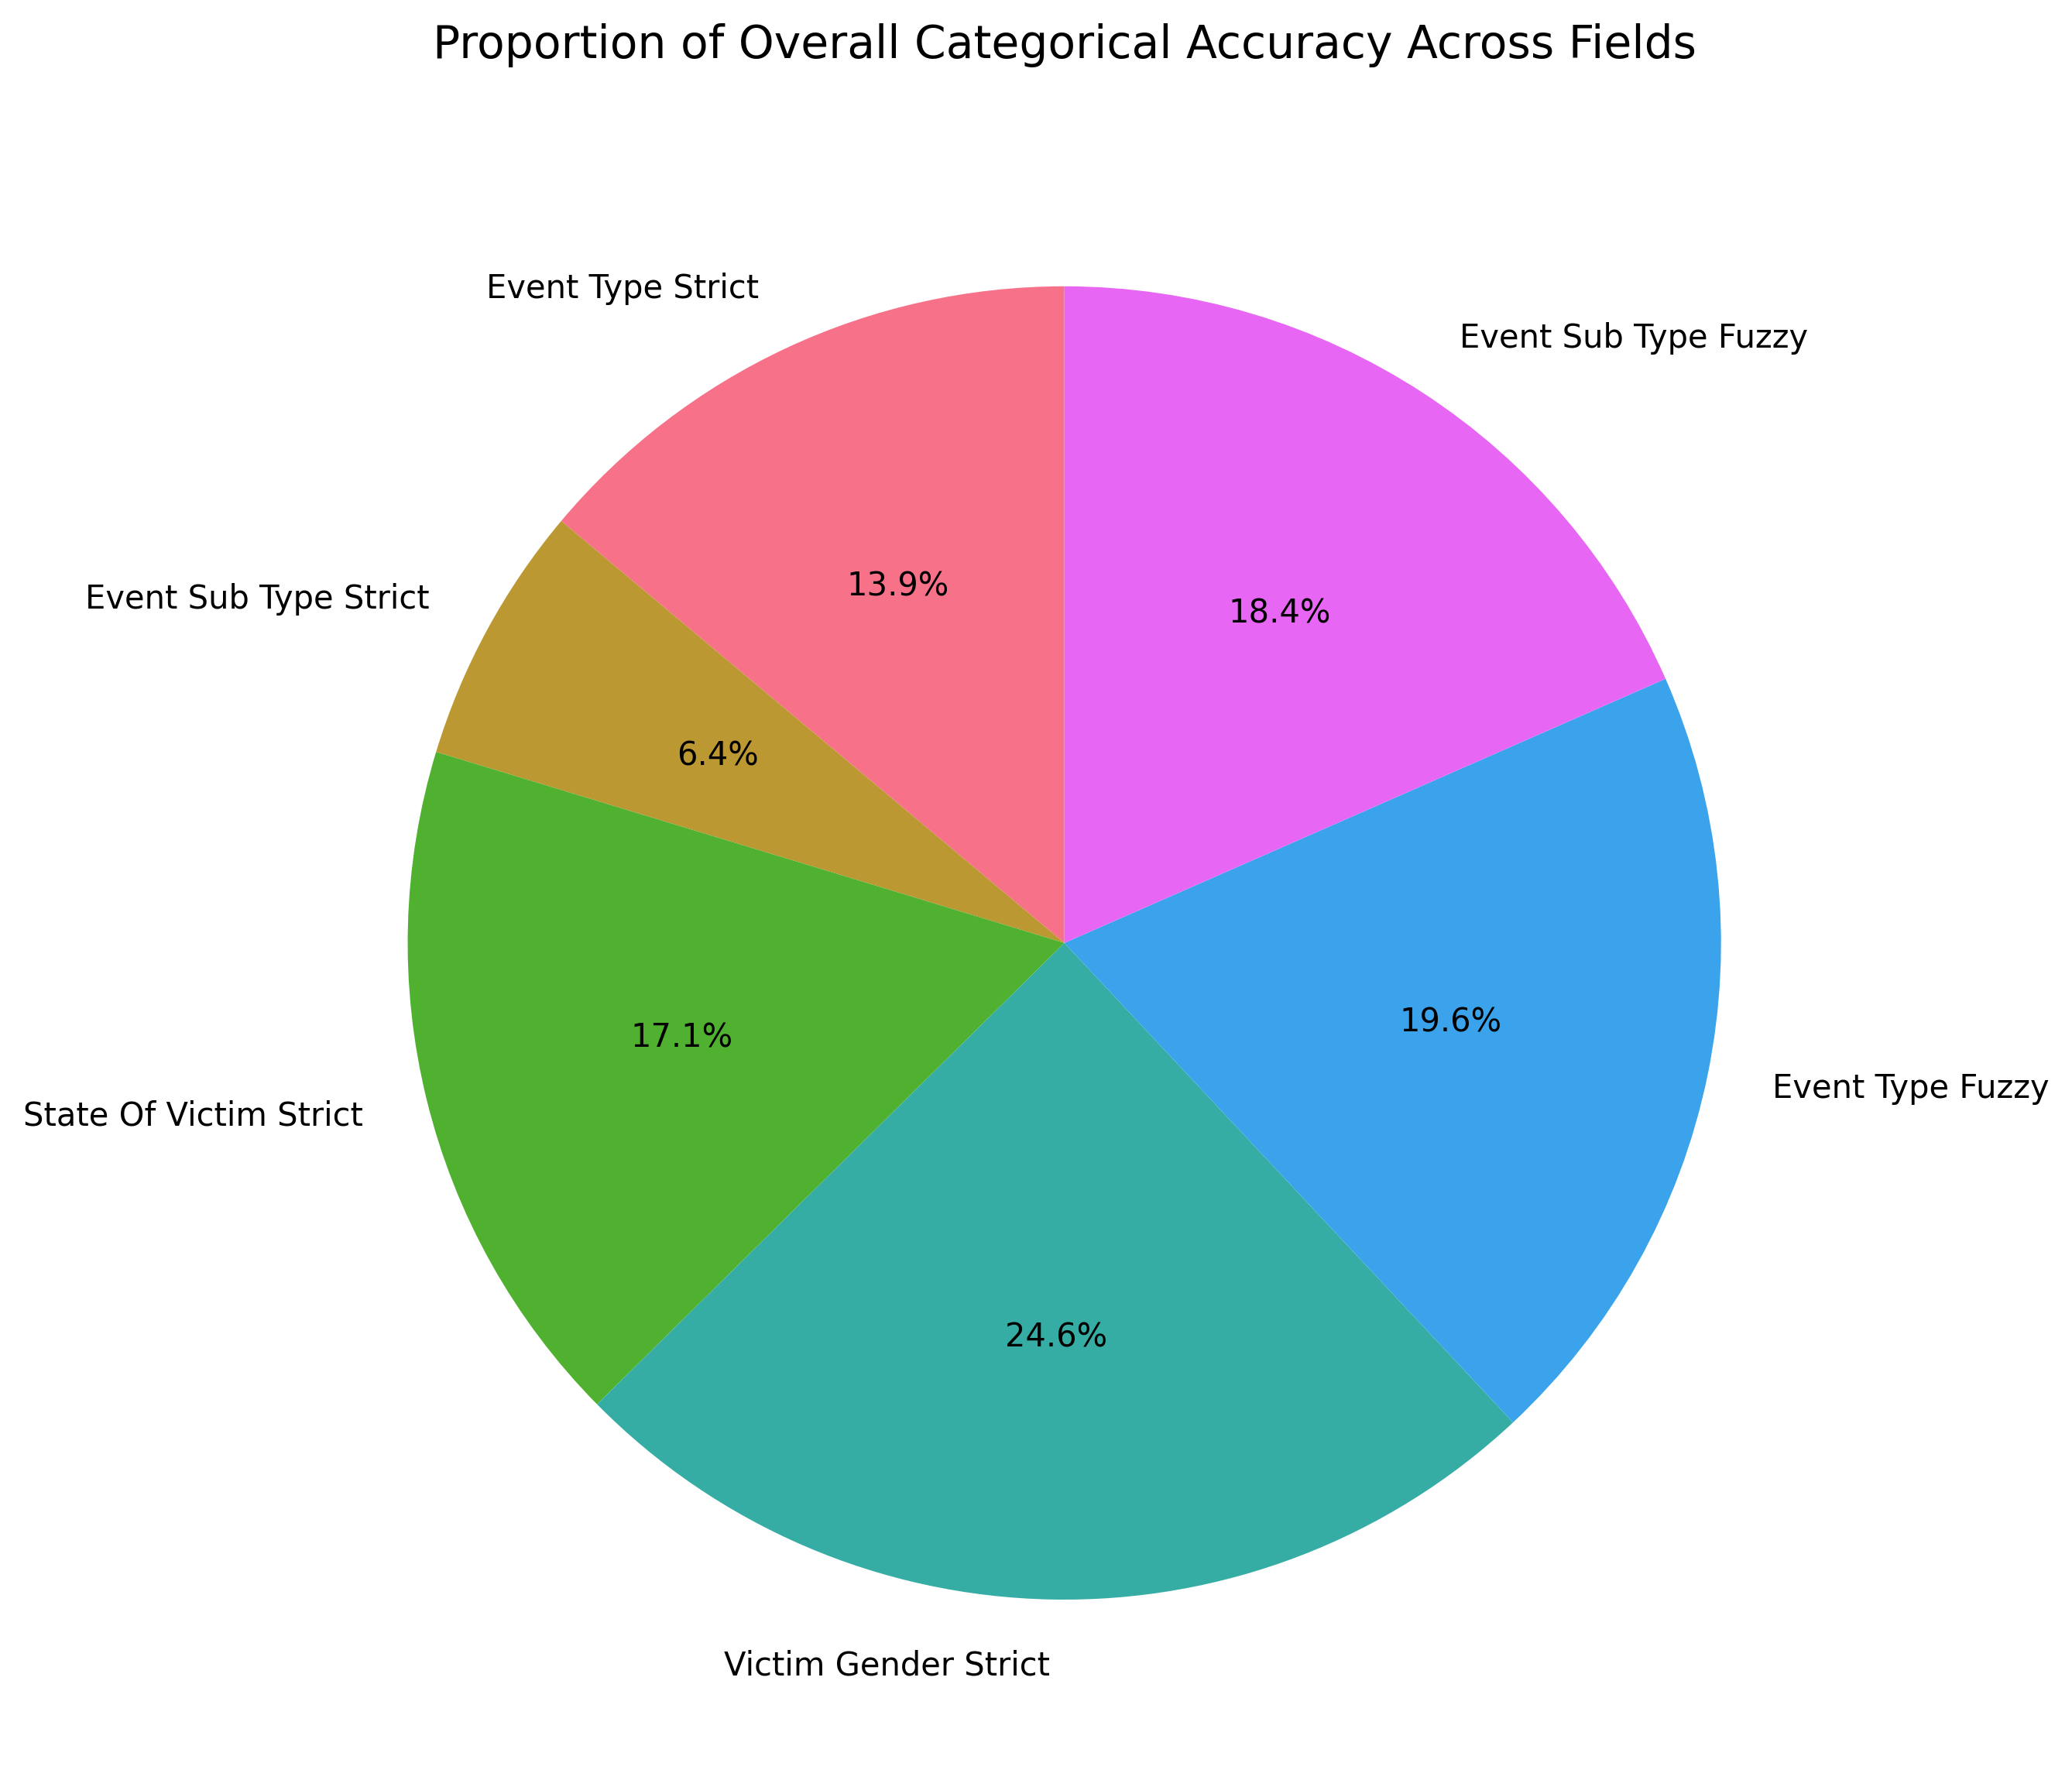 Proportion of Overall Categorical Accuracy Across Fields
Event Type Strict
Event Sub Type Fuzzy
13.9%
18.4%
Event Sub Type Strict
6.4%
19.6%
17.1%
Event Type Fuzzy
State Of Victim Strict
24.6%
Victim Gender Strict